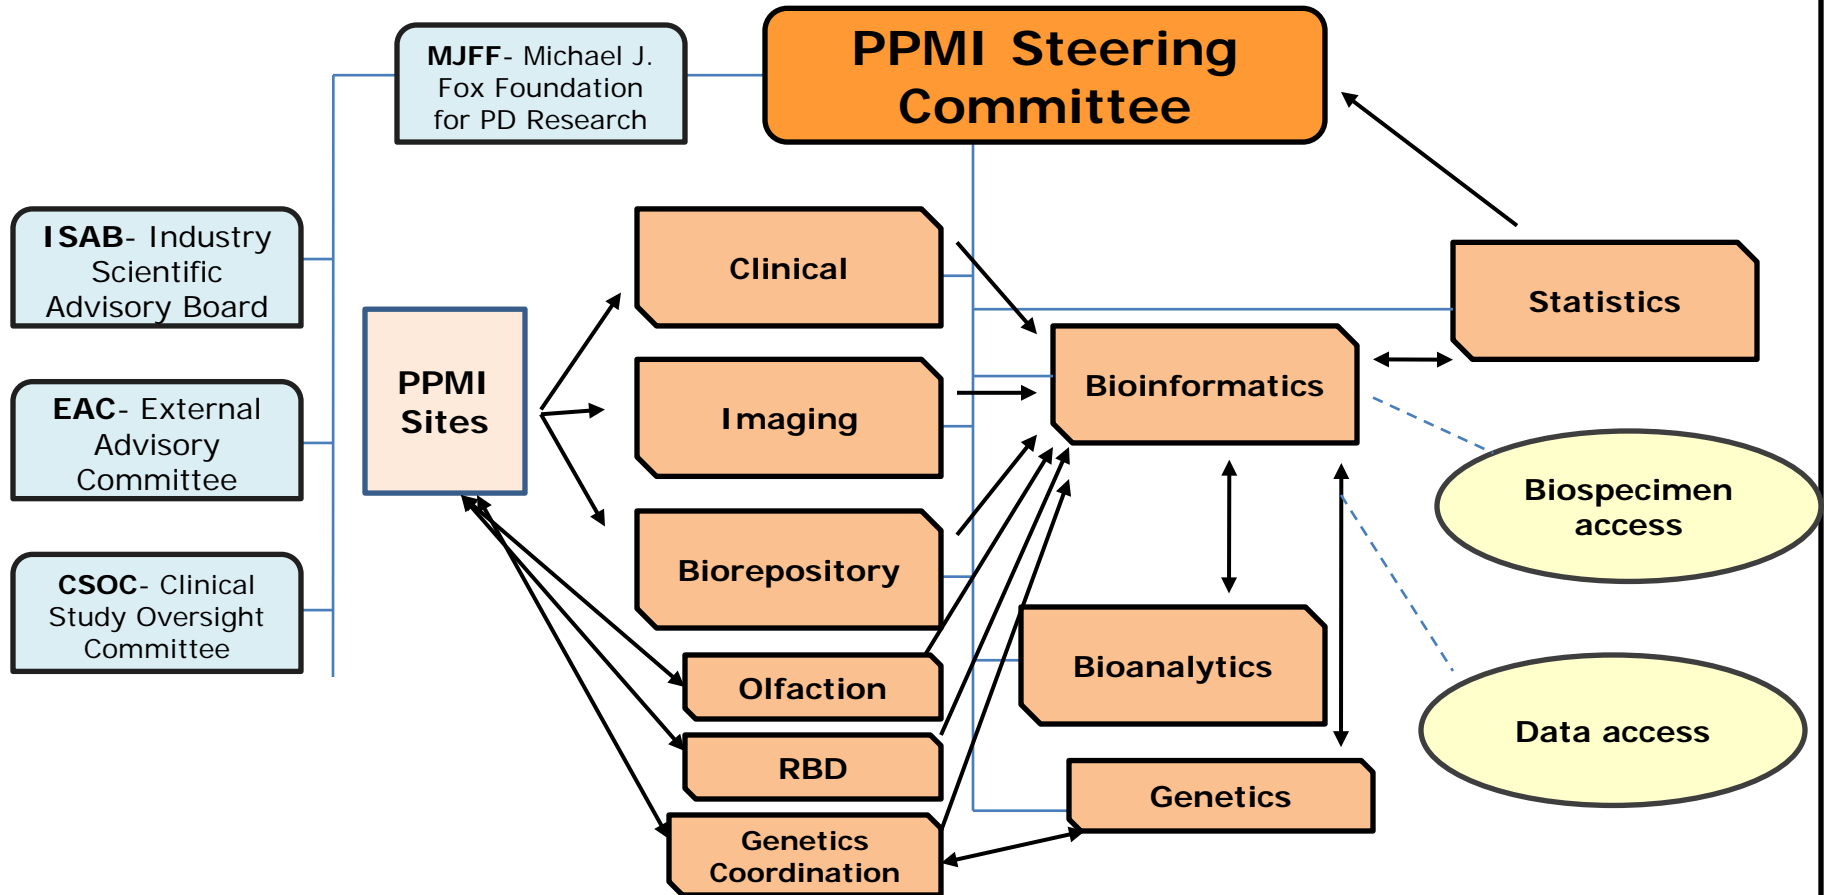 MJFF- Michael J.
Fox Foundation
for PD Research
PPMI Steering
Committee
ISAB- Industry
Scientific
Advisory Board
EAC- External
Advisory
Committee
CSOC- Clinical
Study Oversight
Committee
PPMI
Sites
Clinical
Imaging
Biorepository
Olfaction
RBD
Genetics
Coordination
Statistics
Bioinformatics
Bioanalytics
Genetics
Biospecimen
access
Data access